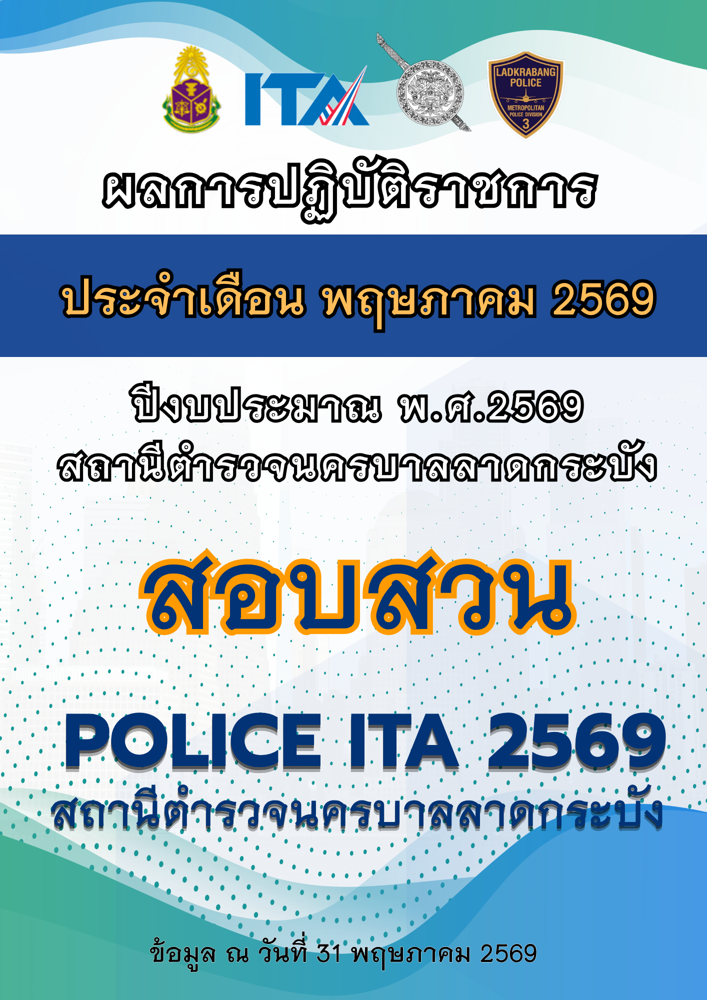 ITA
LADKRABANG
POLICE
METROPOLITAN
POLICE DIVISION
3
ผลการปฏิบัติราชการ
ประจำเดือน พฤษภาคม 2569
ปีงบประมาณ พ.ศ.2569
สถานีตำรวจนครบาลลาดกระบัง
สอบสวน
POLICE ITA 2569
สถานีตำรวจนครบาลลาดกระบัง
ข้อมูล ณ วันที่ 31 พฤษภาคม 2569